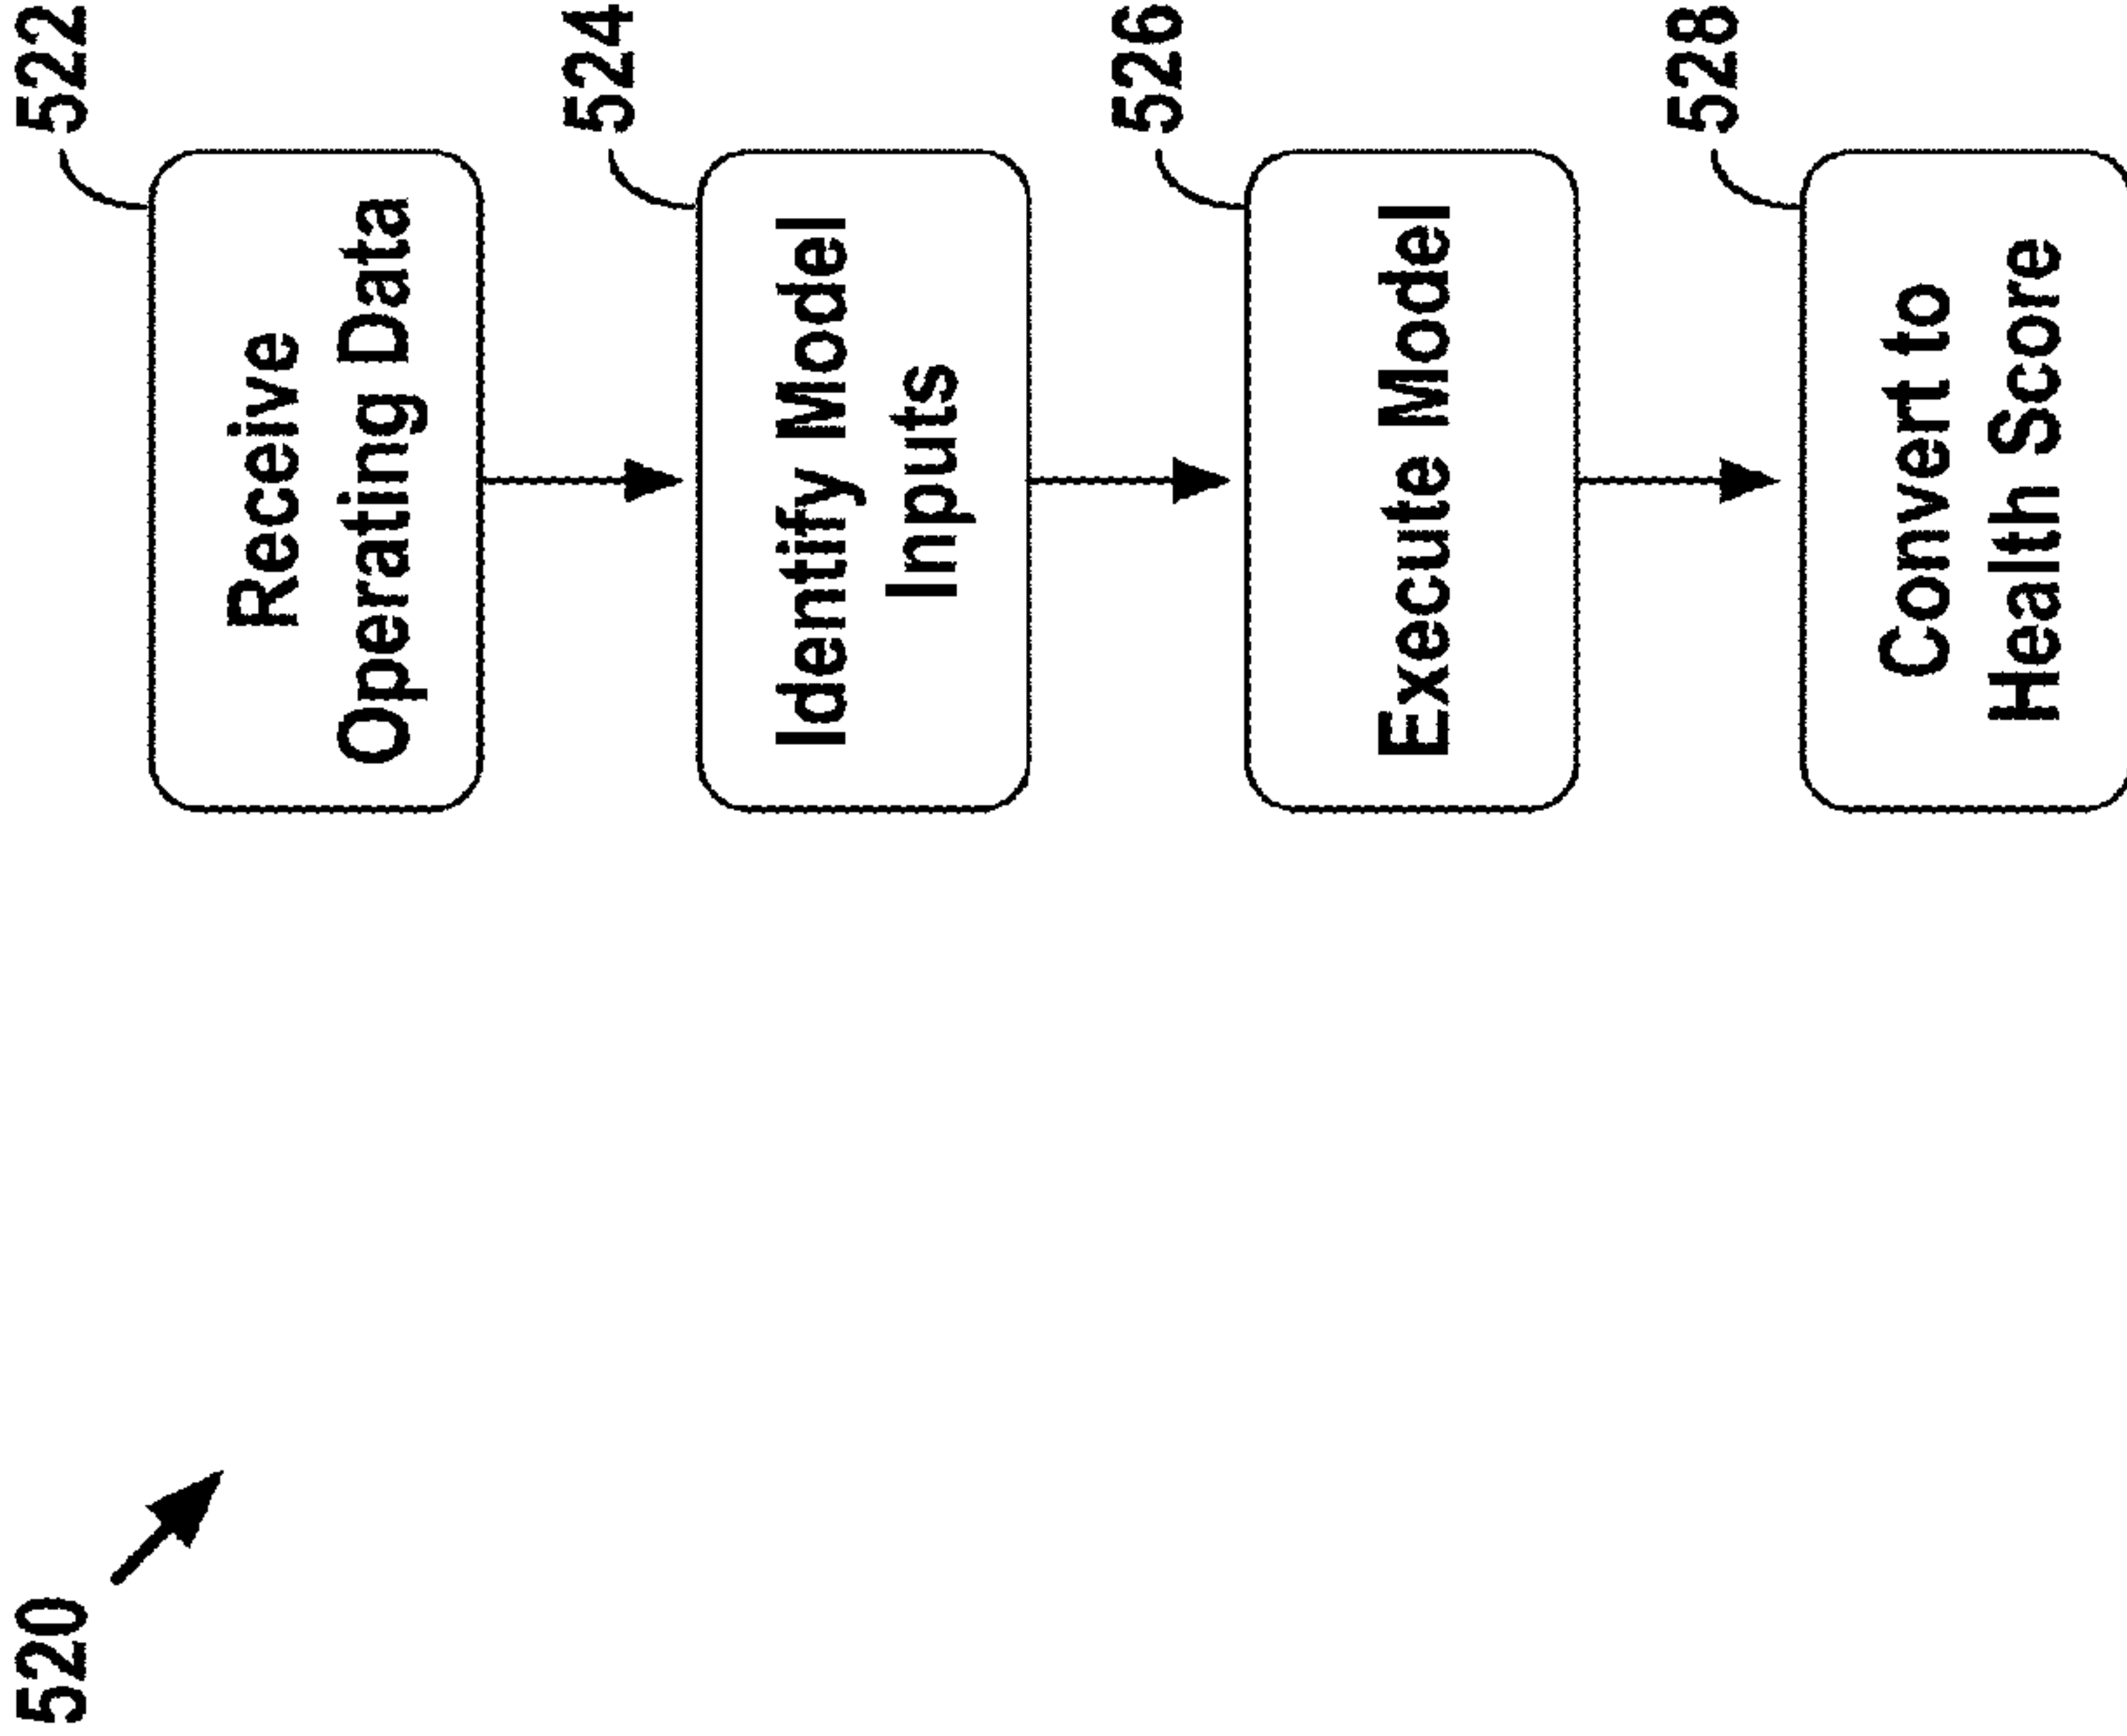 520
522
Receive
Operating Data
524
Identify Model
Inputs
526
Execute Model
528
Convert to
Health Score